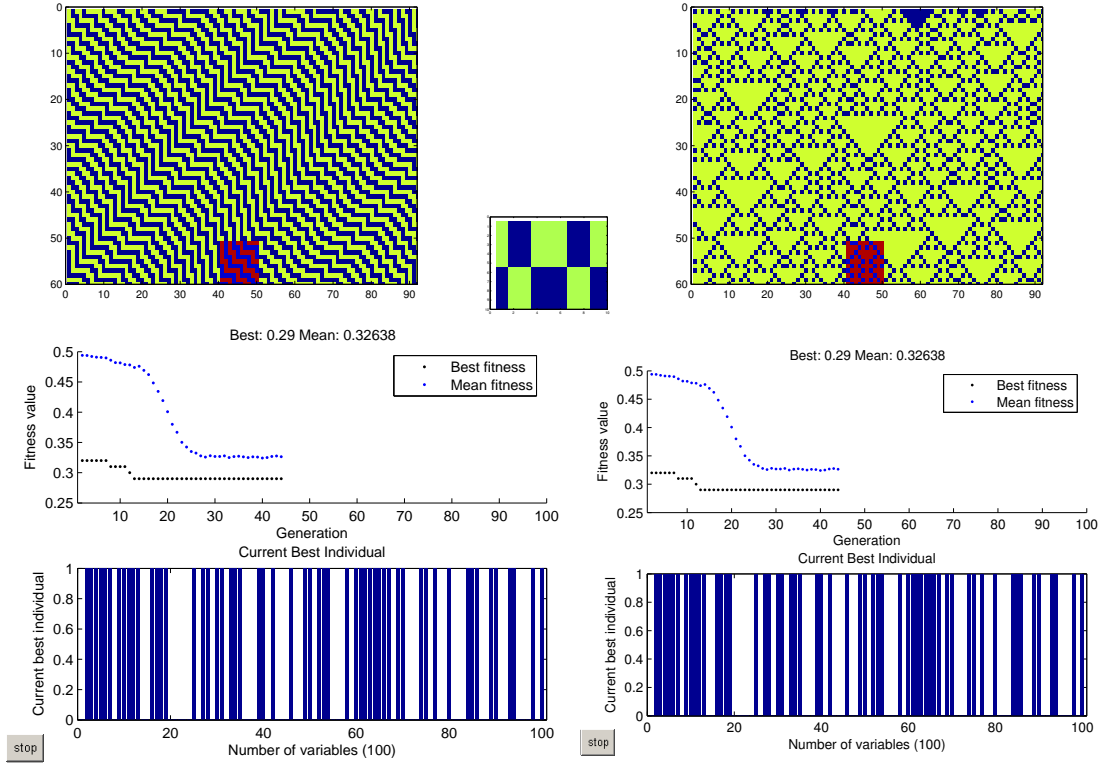 0
10
20
30
40
50
60
0 10 20 30 40 50 60 70 80 90
0 2 4 6 8 10
0
10
20
30
40
50
60
0 10 20 30 40 50 60 70 80 90
Best: 0.29 Mean: 0.32638
Fitness value
0.5
0.45
0.4
0.35
0.3
0.25
Best fitness
Mean fitness
10 20 30 40 50 60 70 80 90 100
Generation
Best: 0.29 Mean: 0.32638
Fitness value
0.5
0.45
0.4
0.35
0.3
0.25
Best fitness
Mean fitness
10 20 30 40 50 60 70 80 90 100
Generation
Current Best Individual
Current best individual
1
0.8
0.6
0.4
0.2
0
0 20 40 60 80 100
Number of variables (100)
stop
Current Best Individual
Current best individual
1
0.8
0.6
0.4
0.2
0
0 20 40 60 80 100
Number of variables (100)
stop